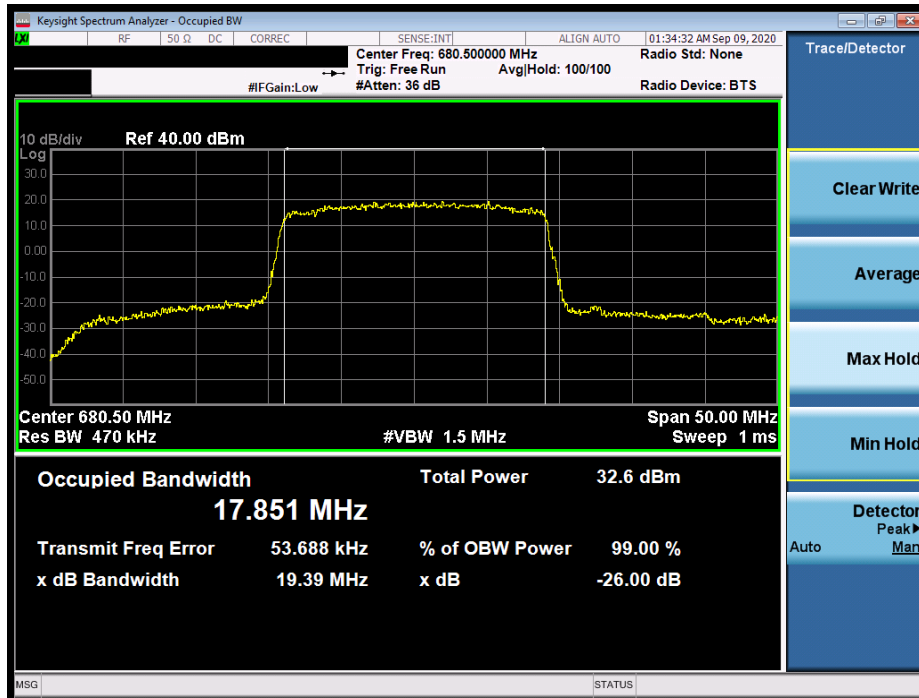 Keysight Spectrum Analyzer - Occupied BW
LXI RF 50 Ω DC CORREC SENSE:INT ALIGN AUTO 01:34:32 AM Sep 09, 2020
Center Freq: 680.500000 MHz Radio Std: None
Trig: Free Run Avg|Hold: 100/100
#IFGain:Low #Atten: 36 dB Radio Device: BTS
10 dB/div Ref 40.00 dBm
Log
30.0
20.0
10.0
0.00
-10.0
-20.0
-30.0
-40.0
-50.0
Center 680.50 MHz Span 50.00 MHz
Res BW 470 kHz #VBW 1.5 MHz Sweep 1 ms
Occupied Bandwidth Total Power 32.6 dBm
17.851 MHz
Transmit Freq Error 53.688 kHz % of OBW Power 99.00 %
x dB Bandwidth 19.39 MHz x dB -26.00 dB
MSG STATUS
Trace/Detector
Clear Write
Average
Max Hold
Min Hold
Detector
Peak▶
Auto Man